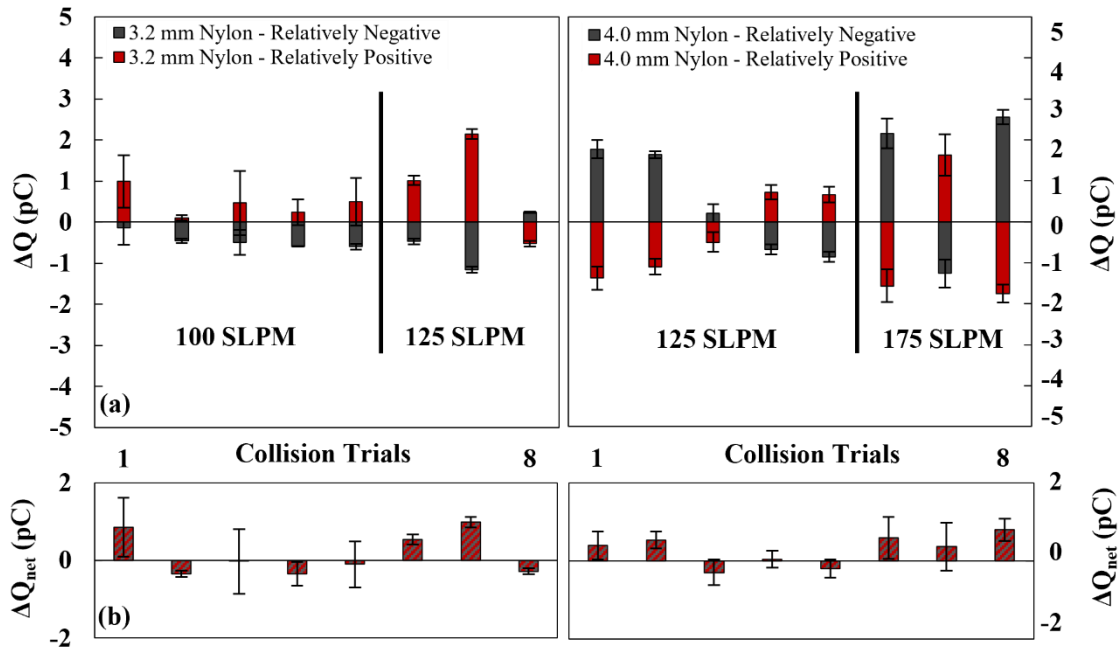 3.2 mm Nylon - Relatively Negative
3.2 mm Nylon - Relatively Positive
4.0 mm Nylon - Relatively Negative
4.0 mm Nylon - Relatively Positive
5
4
3
2
1
0
-1
-2
-3
-4
-5
ΔQ (pC)
100 SLPM
125 SLPM
(a)
125 SLPM
175 SLPM
5
4
3
2
1
0
-1
-2
-3
-4
-5
ΔQ (pC)
1 Collision Trials 8
1 Collision Trials 8
2
0
-2
ΔQnet (pC)
(b)
2
0
-2
ΔQnet (pC)